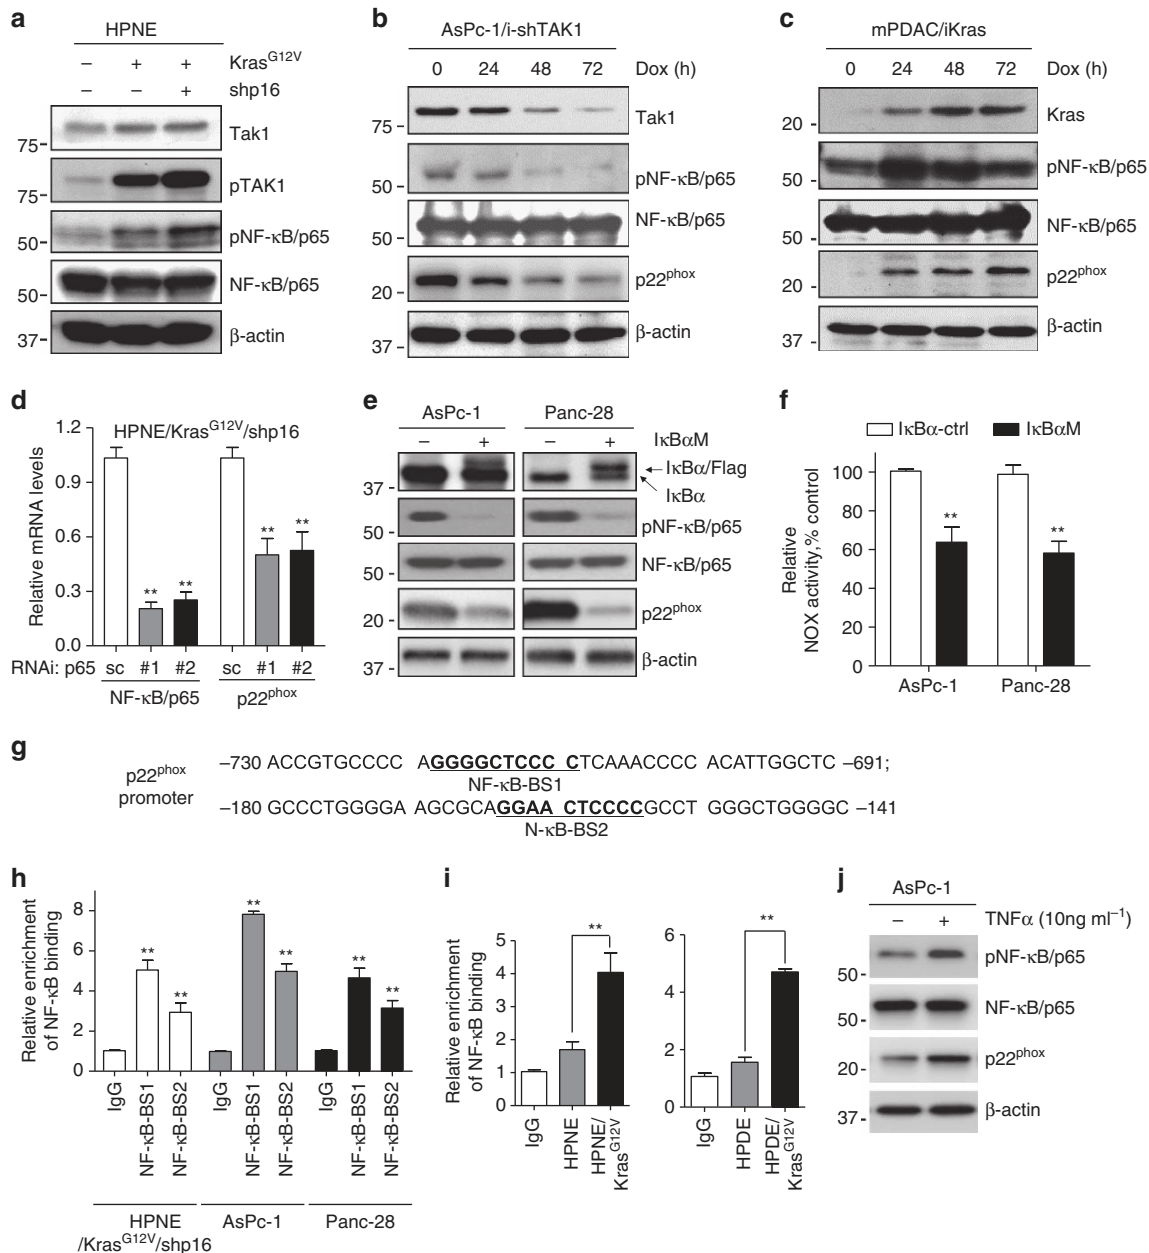 a
HPNE
– + + Kras^G12V
– – + shp16
Tak1
75-
pTAK1
75-
pNF-κB/p65
50-
NF-κB/p65
50-
β-actin
37-
b
AsPc-1/i-shTAK1
0 24 48 72 Dox (h)
Tak1
75-
pNF-κB/p65
50-
NF-κB/p65
50-
p22^phox
20-
β-actin
37-
c
mPDAC/iKras
0 24 48 72 Dox (h)
Kras
20-
pNF-κB/p65
50-
NF-κB/p65
50-
p22^phox
20-
β-actin
37-
d
HPNE/Kras^G12V/shp16
Relative mRNA levels
1.2
0.9
0.6
0.3
0.0
** ** ** **
RNAi: p65 sc #1 #2 sc #1 #2
NF-κB/p65 p22^phox
e
AsPc-1 Panc-28
– + – + IκBαM
IκBα/Flag
IκBα
37-
pNF-κB/p65
50-
NF-κB/p65
50-
p22^phox
20-
β-actin
37-
f
IκBα-ctrl IκBαM
Relative
NOX activity,% control
100
80
60
40
20
0
** **
AsPc-1 Panc-28
g
p22^phox
promoter
–730 ACCGTGCCCC AGGGGCTCCC CTCAAACCCC ACATTGGCTC –691;
NF-κB-BS1
–180 GCCCTGGGGA AGCGCAGGAA CTCCCCGCCT GGGCTGGGGC –141
N-κB-BS2
h
Relative enrichment
of NF-κB binding
8
6
4
2
0
** ** ** ** ** **
IgG NF-κB-BS1 NF-κB-BS2 IgG NF-κB-BS1 NF-κB-BS2 IgG NF-κB-BS1 NF-κB-BS2
HPNE
/Kras^G12V/shp16
AsPc-1 Panc-28
i
Relative enrichment
of NF-κB binding
5
4
3
2
1
0
**
IgG HPNE HPNE/
Kras^G12V
6
4
2
0
**
IgG HPDE HPDE/
Kras^G12V
j
AsPc-1
– + TNFα (10ng ml^–1)
pNF-κB/p65
50-
NF-κB/p65
50-
p22^phox
20-
β-actin
37-